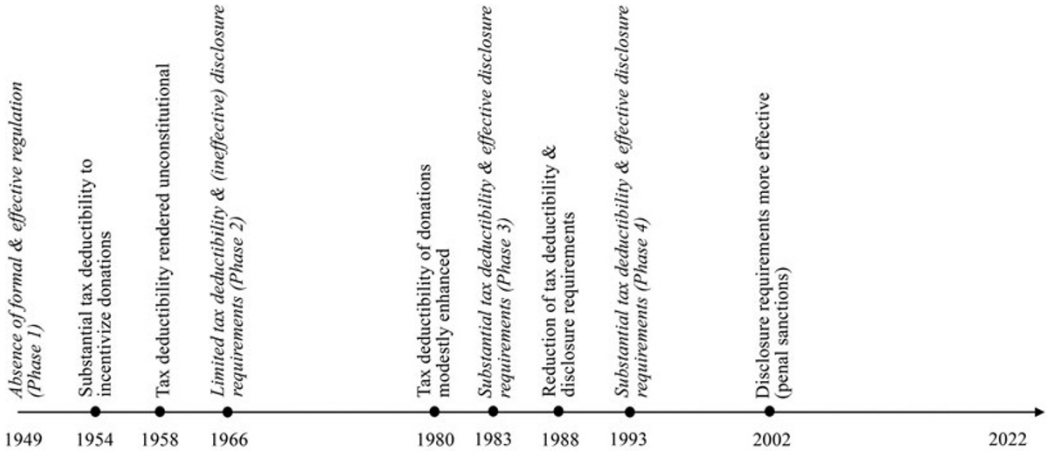 Absence of formal & effective regulation
(Phase 1)
Substantial tax deductibility to
incentivize donations
Tax deductibility rendered unconstitutional
Limited tax deductibility & (ineffective) disclosure
requirements (Phase 2)
Tax deductibility of donations
modestly enhanced
Substantial tax deductibility & effective disclosure
requirements (Phase 3)
Reduction of tax deductibility &
disclosure requirements
Substantial tax deductibility & effective disclosure
requirements (Phase 4)
Disclosure requirements more effective
(penal sanctions)
1949 1954 1958 1966 1980 1983 1988 1993 2002 2022